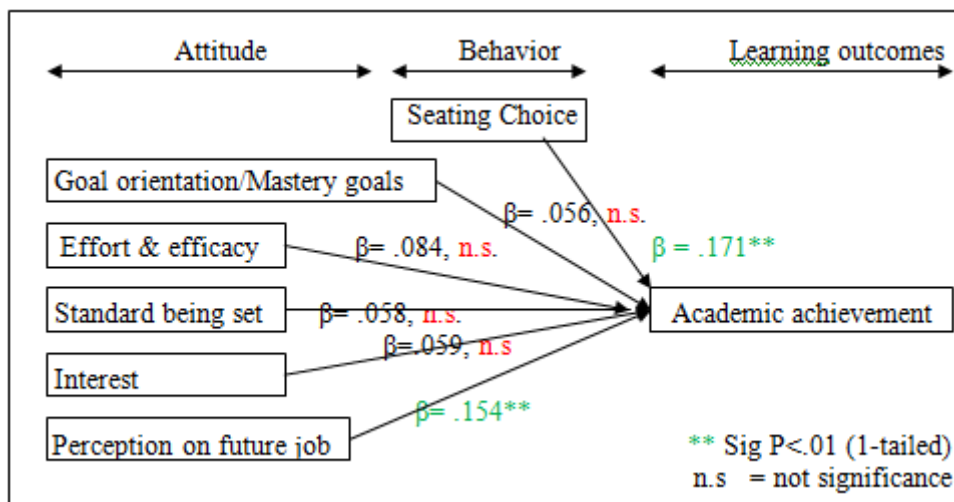 Attitude
Behavior
Learning outcomes
Seating Choice
Goal orientation/Mastery goals
β= .056, n.s.
Effort & efficacy
β= .084, n.s.
β = .171**
Standard being set
β= .058, n.s.
Academic achievement
β=.059, n.s
Interest
β= .154**
Perception on future job
** Sig P<.01 (1-tailed)
n.s = not significance